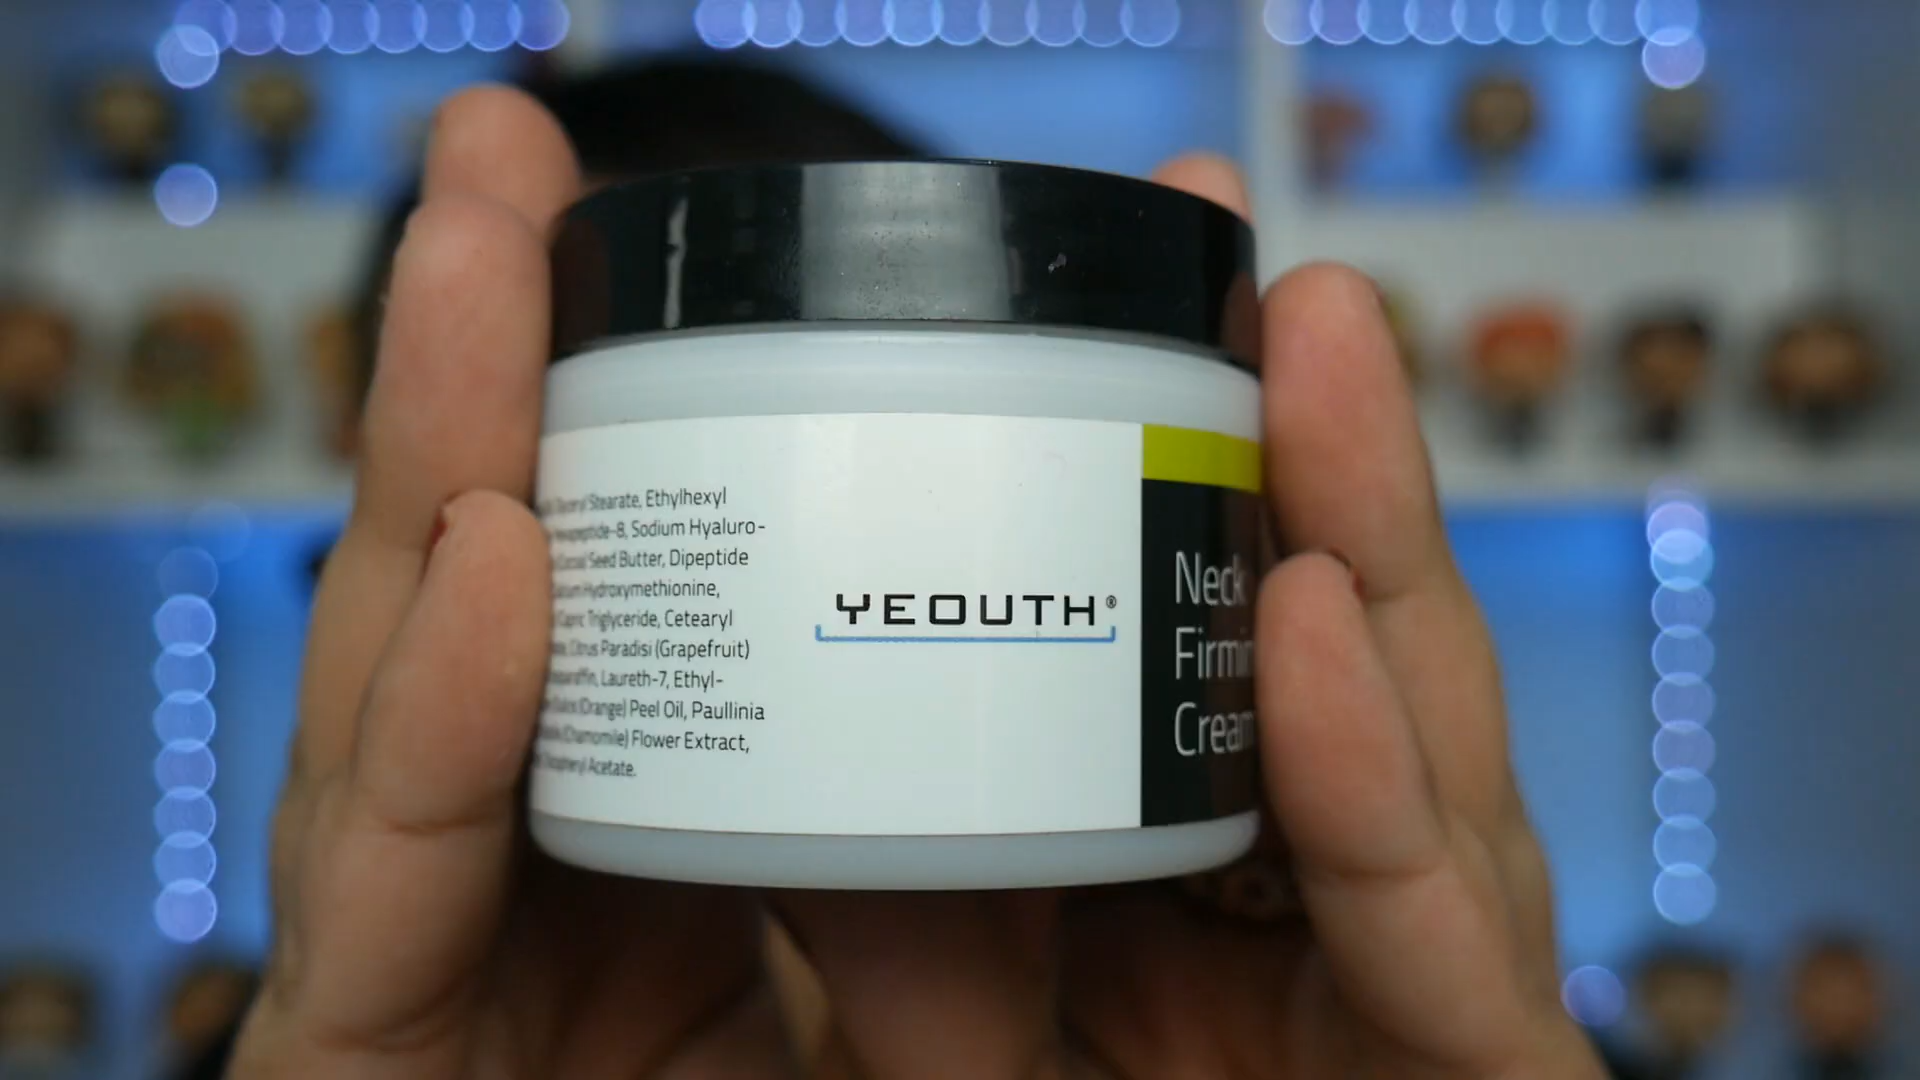 Stearate, Ethylhexyl
Sodium Hyaluro-
Seed Butter, Dipeptide
Hydroxymethionine,
Triglyceride, Cetearyl
Citrus Paradisi (Grapefruit)
Laureth-7, Ethyl-
(Orange) Peel Oil, Paullinia
(Chamomile) Flower Extract,
Acetate.
YEOUTH®
Neck
Firmin
Cream